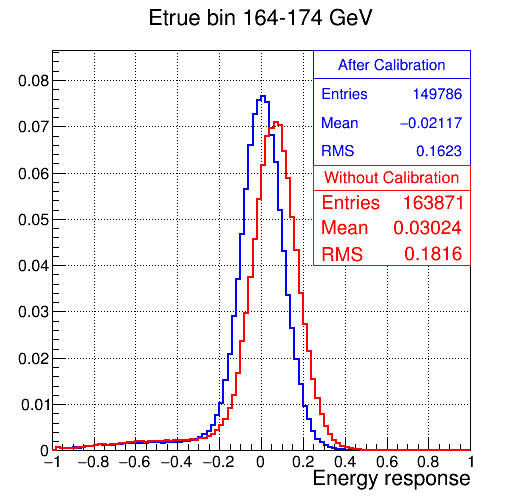 Etrue bin 164-174 GeV
After Calibration
Entries 149786
Mean −0.02117
RMS 0.1623
Without Calibration
Entries 163871
Mean 0.03024
RMS 0.1816
0.08
0.07
0.06
0.05
0.04
0.03
0.02
0.01
0
−1 −0.8 −0.6 −0.4 −0.2 0 0.2 0.4 0.6 0.8 1
Energy response